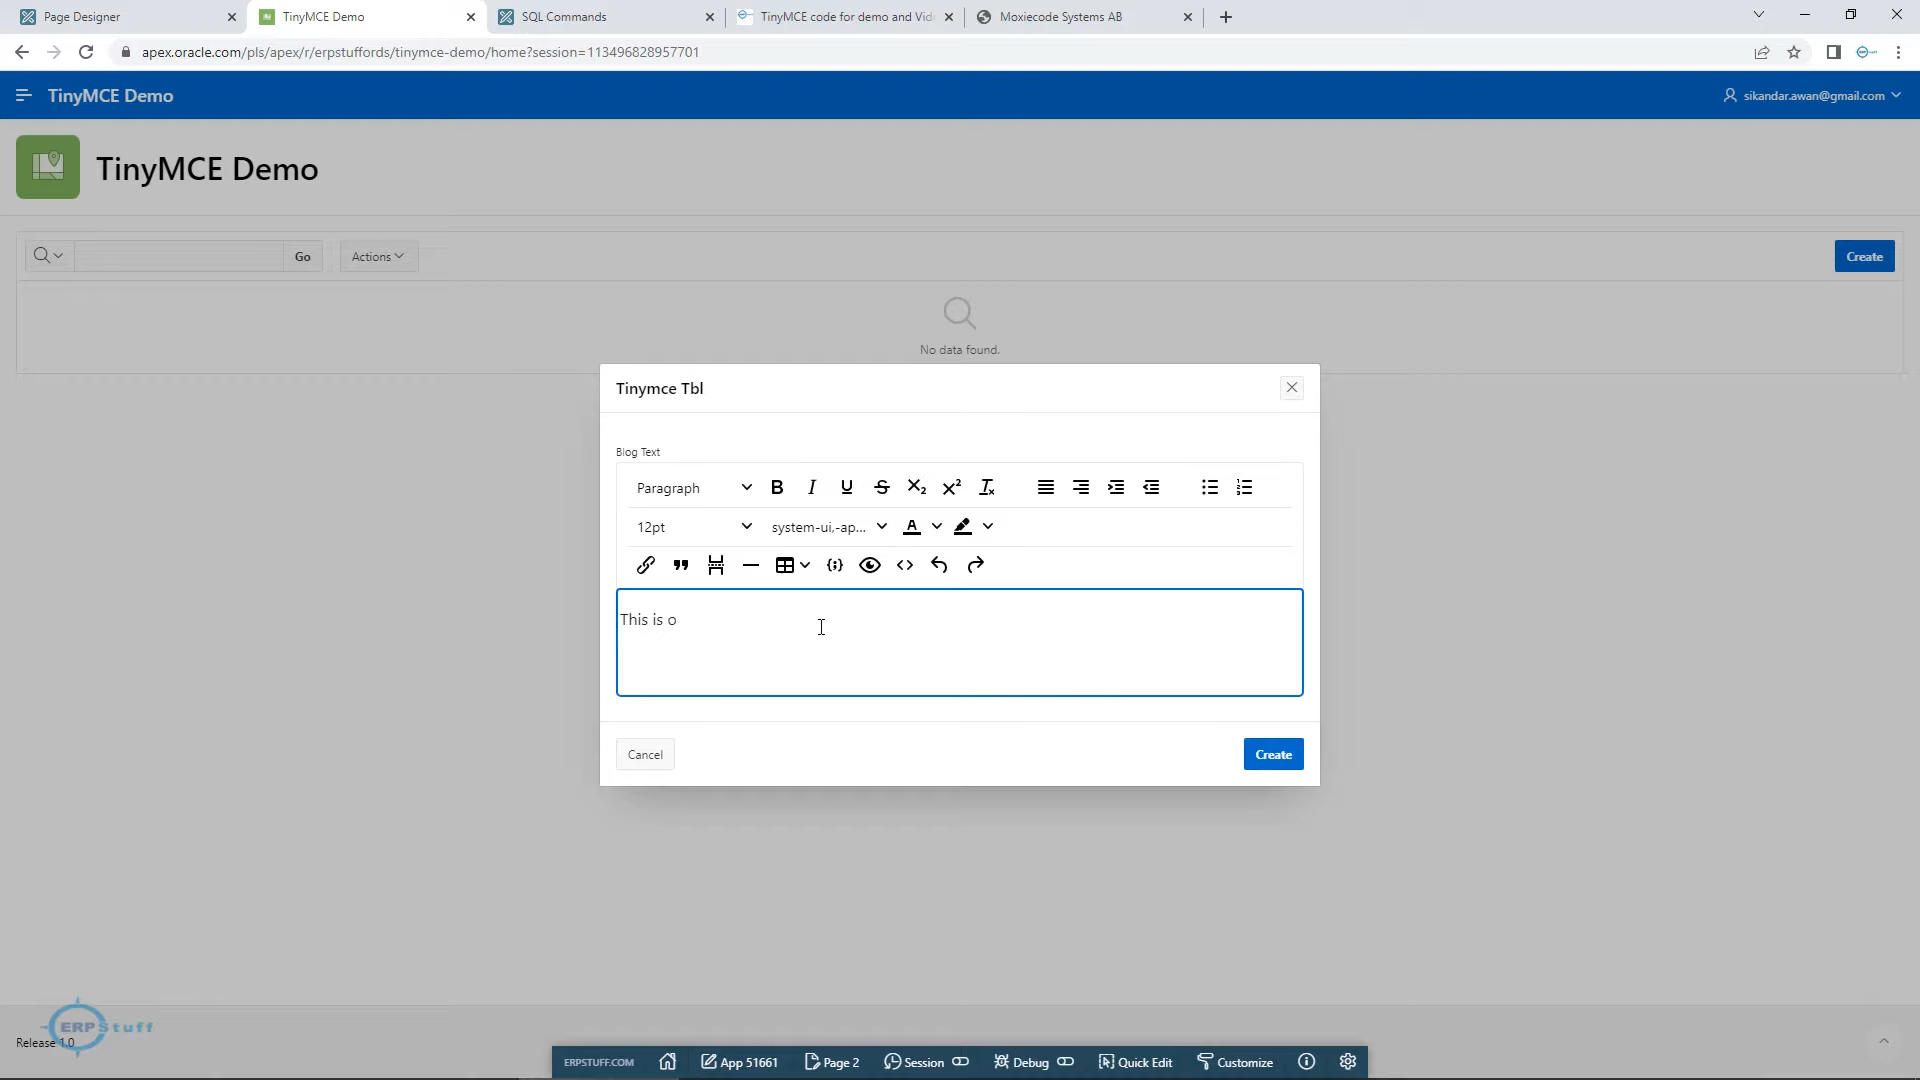 Page Designer
TinyMCE Demo
SQL Commands
TinyMCE code for demo and Vid
Moxiecode Systems AB
apex.oracle.com/pls/apex/r/erpstuffords/tinymce-demo/home?session=113496828957701
TinyMCE Demo
sikandar.awan@gmail.com
TinyMCE Demo
Go
Actions
Create
No data found.
Tinymce Tbl
Blog Text
Paragraph
12pt
system-ui,-ap...
This is o
Cancel
Create
ERPStuff
Release 1.0
ERPSTUFF.COM
App 51661
Page 2
Session
Debug
Quick Edit
Customize